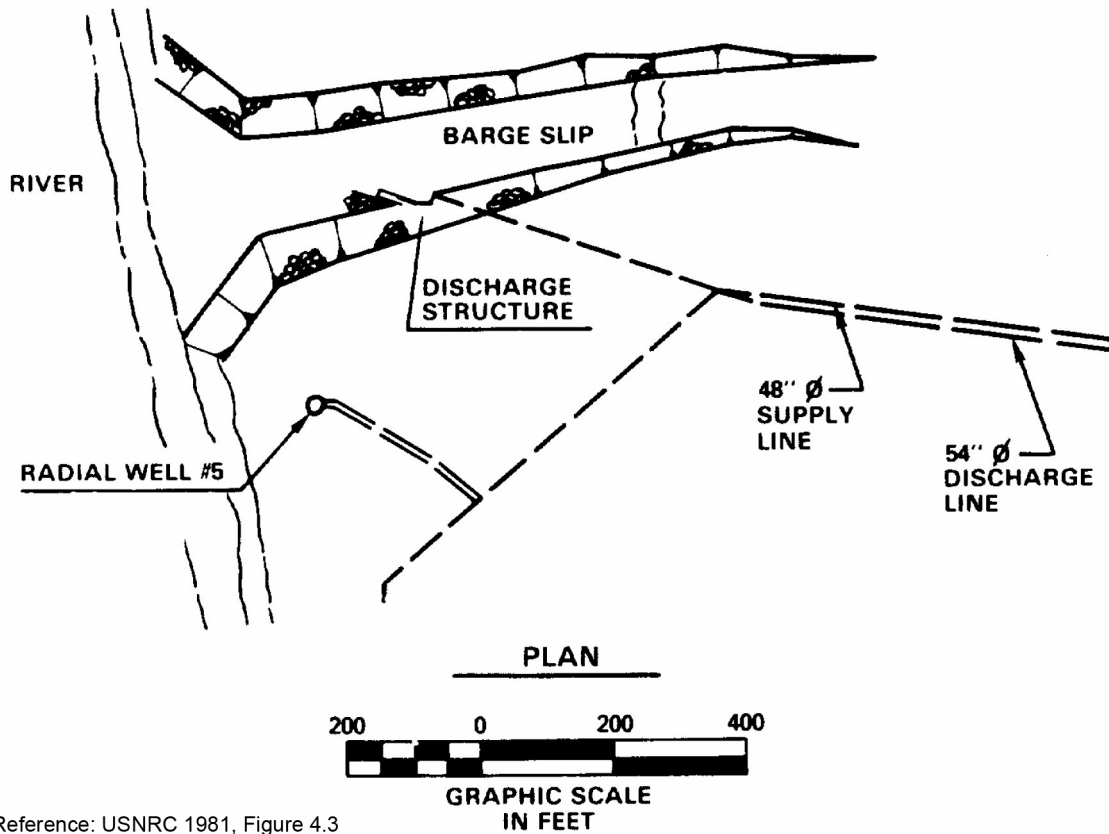 BARGE SLIP
RIVER
DISCHARGE
STRUCTURE
48" Ø
SUPPLY
LINE
54" Ø
DISCHARGE
LINE
RADIAL WELL #5
PLAN
200 0 200 400
GRAPHIC SCALE
IN FEET
Reference: USNRC 1981, Figure 4.3